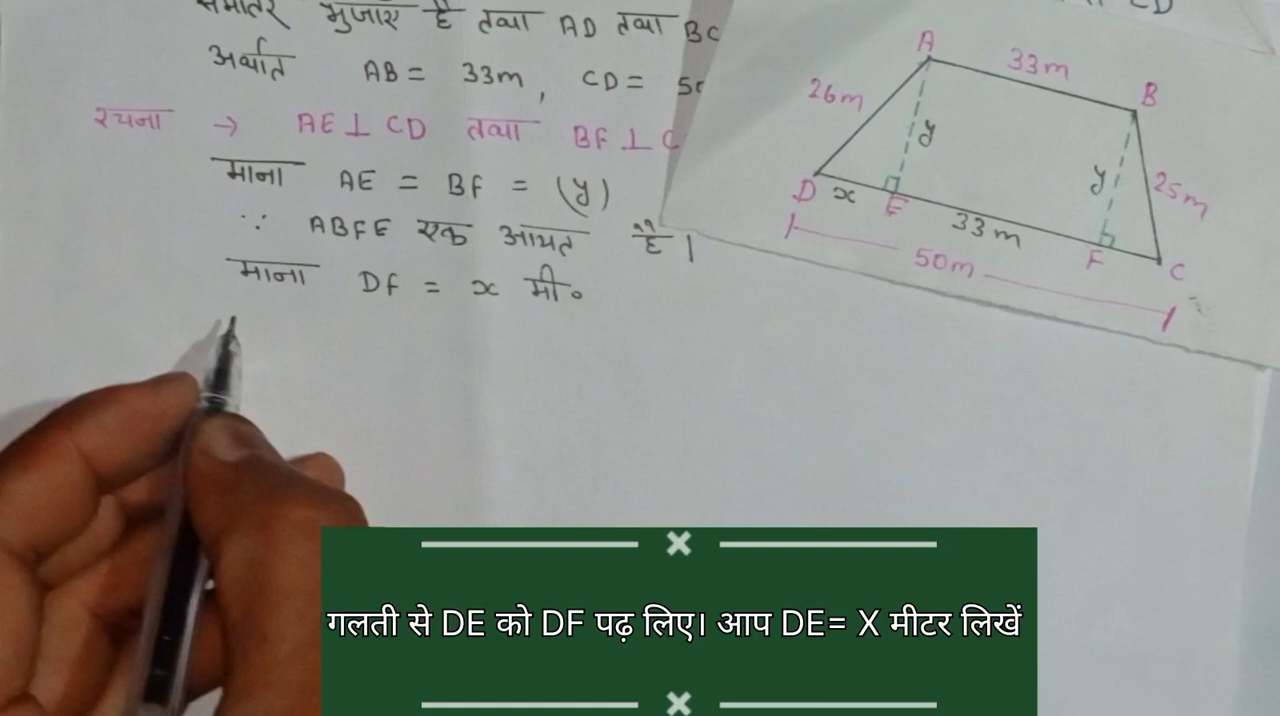 समांतर भुजाएं है तथा AD तथा BC
अर्थात AB = 33m, CD =
रचना → AE ⊥ CD तथा BF ⊥
माना AE = BF = (y)
∵ ABFE एक आयत है।
माना DF = x मी॰
CD
A
33m
B
26m
y
y
25m
D
x
E
33m
F
C
50m
गलती से DE को DF पढ़ लिए। आप DE= X मीटर लिखें